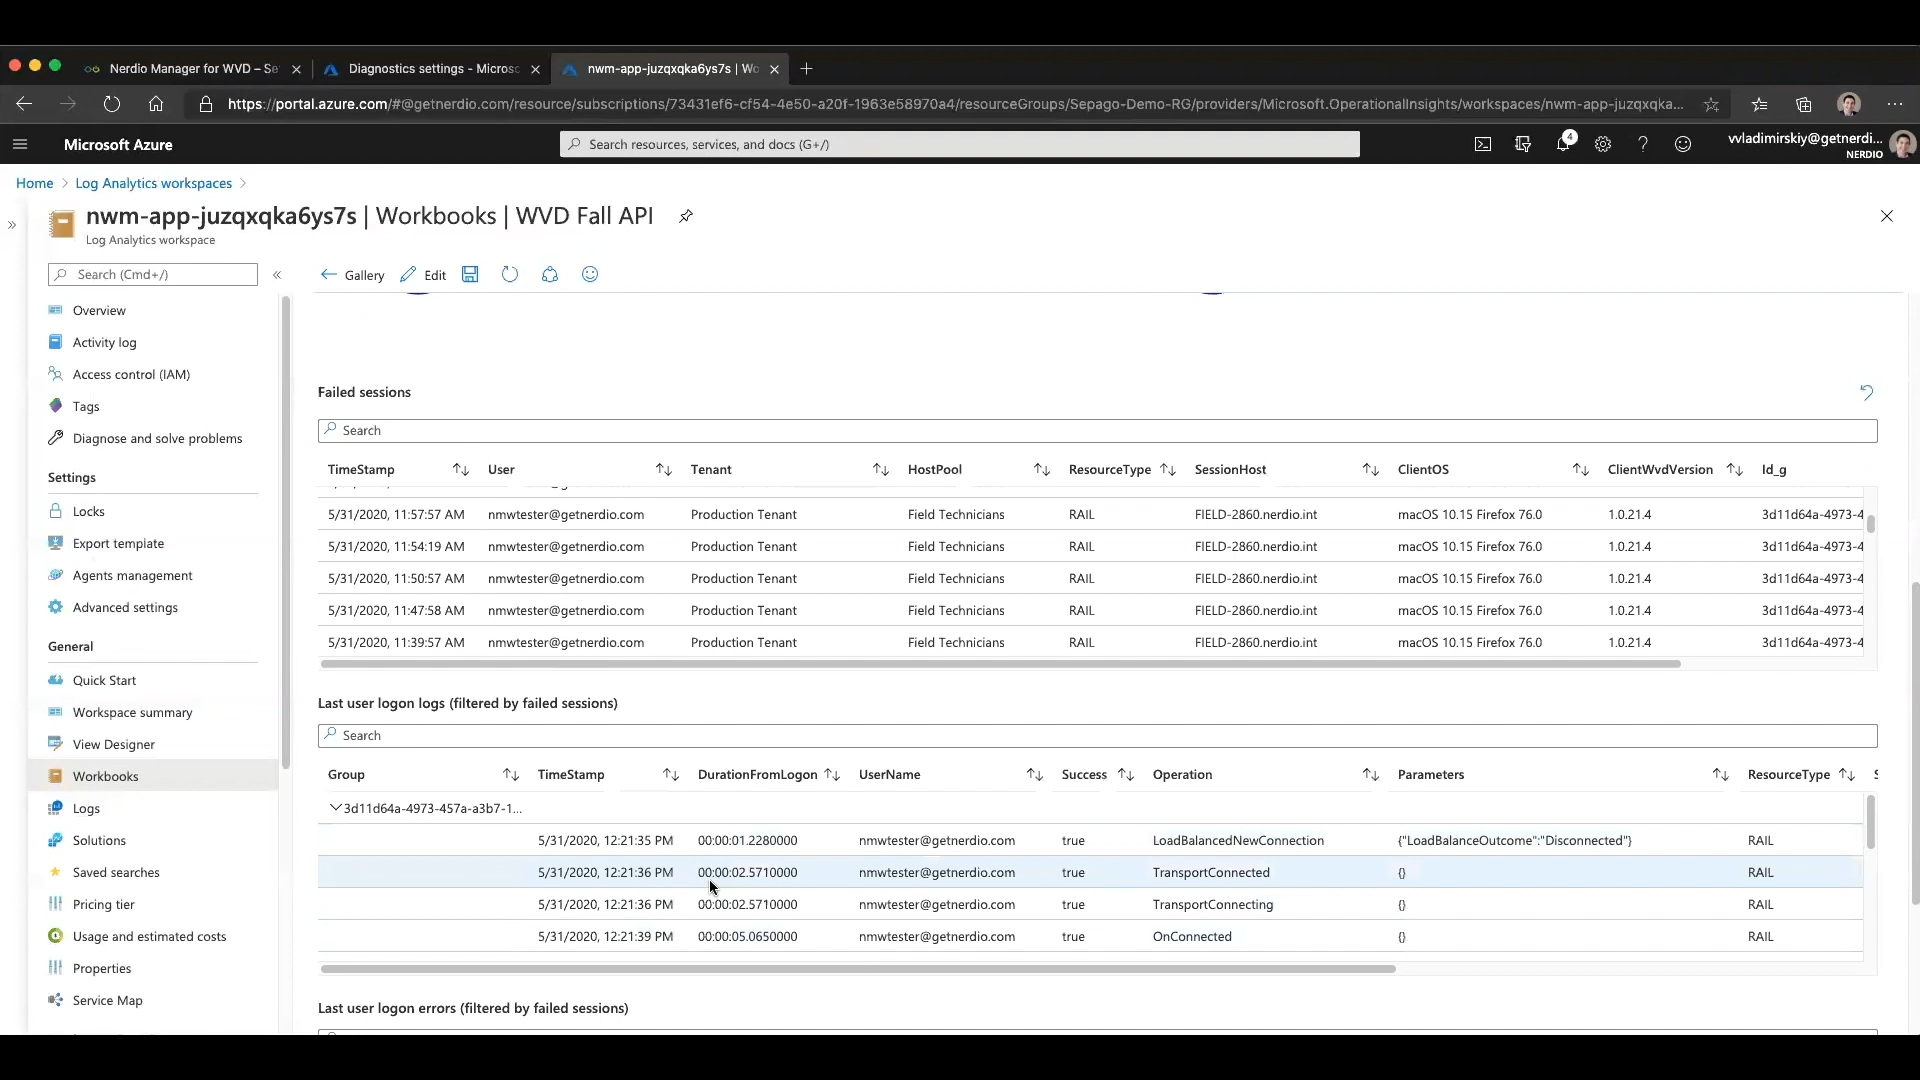 Nerdio Manager for WVD – Se
Diagnostics settings - Microsc
nwm-app-juzqxqka6ys7s | Wo
https://portal.azure.com/#@getnerdio.com/resource/subscriptions/73431ef6-cf54-4e50-a20f-1963e58970a4/resourceGroups/Sepago-Demo-RG/providers/Microsoft.OperationalInsights/workspaces/nwm-app-juzqxqka...
Microsoft Azure
Search resources, services, and docs (G+/)
4
vvladimirskiy@getnerdi...
NERDIO
Home > Log Analytics workspaces >
nwm-app-juzqxqka6ys7s | Workbooks | WVD Fall API
Log Analytics workspace
Search (Cmd+/)
Gallery Edit
Overview
Activity log
Access control (IAM)
Tags
Diagnose and solve problems
Settings
Locks
Export template
Agents management
Advanced settings
General
Quick Start
Workspace summary
View Designer
Workbooks
Logs
Solutions
Saved searches
Pricing tier
Usage and estimated costs
Properties
Service Map
Failed sessions
Search
TimeStamp User Tenant HostPool ResourceType SessionHost ClientOS ClientWvdVersion Id_g
5/31/2020, 11:57:57 AM nmwtester@getnerdio.com Production Tenant Field Technicians RAIL FIELD-2860.nerdio.int macOS 10.15 Firefox 76.0 1.0.21.4 3d11d64a-4973-4
5/31/2020, 11:54:19 AM nmwtester@getnerdio.com Production Tenant Field Technicians RAIL FIELD-2860.nerdio.int macOS 10.15 Firefox 76.0 1.0.21.4 3d11d64a-4973-4
5/31/2020, 11:50:57 AM nmwtester@getnerdio.com Production Tenant Field Technicians RAIL FIELD-2860.nerdio.int macOS 10.15 Firefox 76.0 1.0.21.4 3d11d64a-4973-4
5/31/2020, 11:47:58 AM nmwtester@getnerdio.com Production Tenant Field Technicians RAIL FIELD-2860.nerdio.int macOS 10.15 Firefox 76.0 1.0.21.4 3d11d64a-4973-4
5/31/2020, 11:39:57 AM nmwtester@getnerdio.com Production Tenant Field Technicians RAIL FIELD-2860.nerdio.int macOS 10.15 Firefox 76.0 1.0.21.4 3d11d64a-4973-4
Last user logon logs (filtered by failed sessions)
Search
Group TimeStamp DurationFromLogon UserName Success Operation Parameters ResourceType
3d11d64a-4973-457a-a3b7-1...
5/31/2020, 12:21:35 PM 00:00:01.2280000 nmwtester@getnerdio.com true LoadBalancedNewConnection {"LoadBalanceOutcome":"Disconnected"} RAIL
5/31/2020, 12:21:36 PM 00:00:02.5710000 nmwtester@getnerdio.com true TransportConnected {} RAIL
5/31/2020, 12:21:36 PM 00:00:02.5710000 nmwtester@getnerdio.com true TransportConnecting {} RAIL
5/31/2020, 12:21:39 PM 00:00:05.0650000 nmwtester@getnerdio.com true OnConnected {} RAIL
Last user logon errors (filtered by failed sessions)